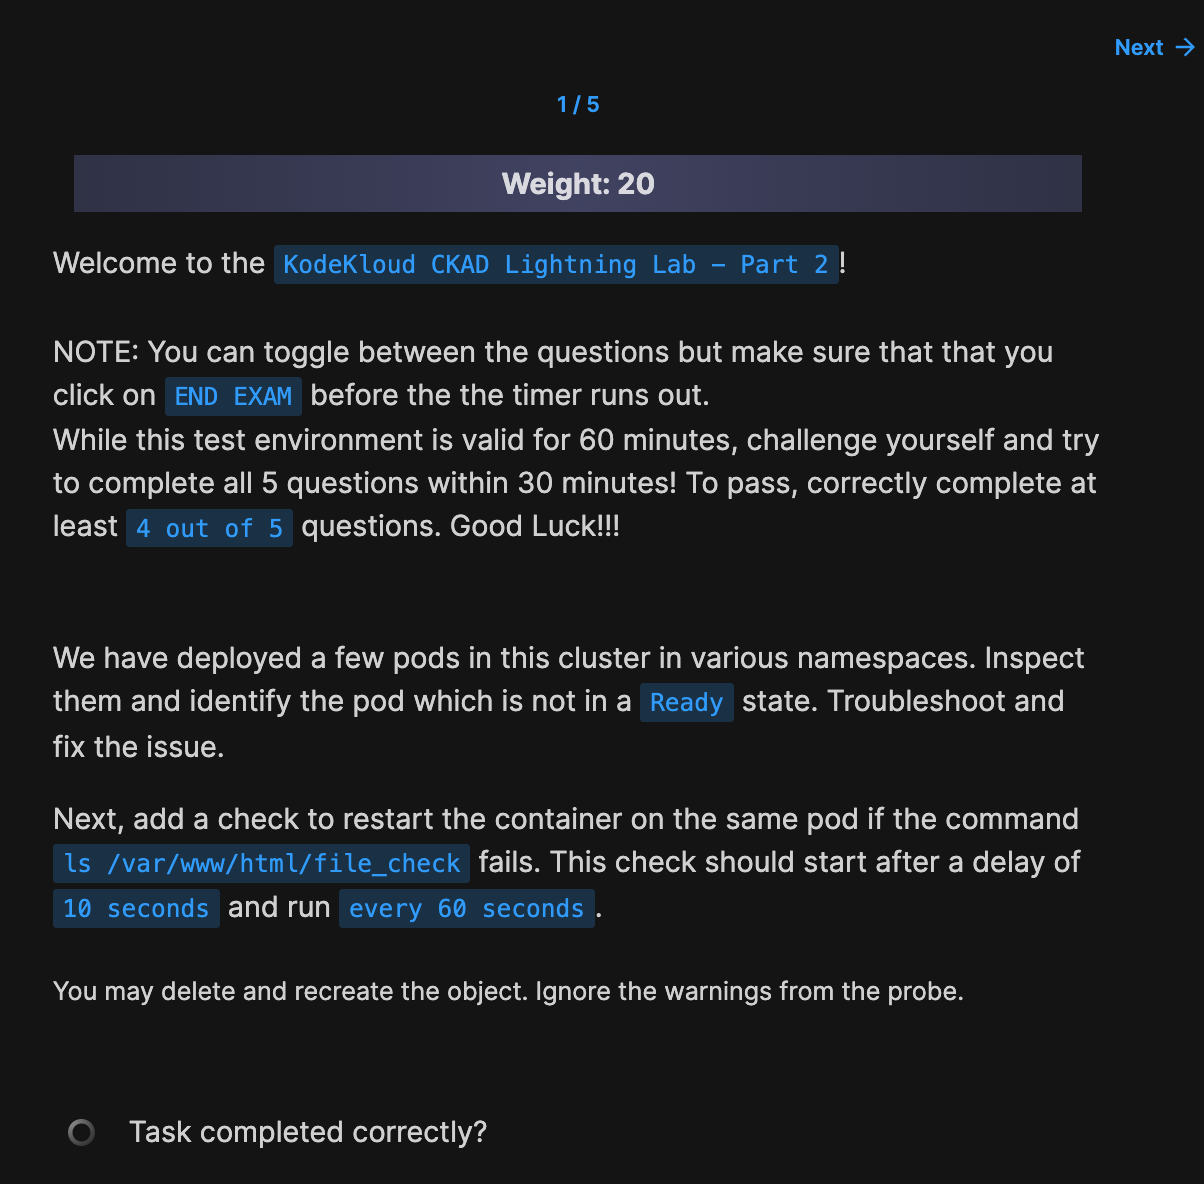 Next →
1 / 5
Weight: 20
Welcome to the KodeKloud CKAD Lightning Lab – Part 2!
NOTE: You can toggle between the questions but make sure that that you
click on END EXAM before the the timer runs out.
While this test environment is valid for 60 minutes, challenge yourself and try
to complete all 5 questions within 30 minutes! To pass, correctly complete at
least 4 out of 5 questions. Good Luck!!!
We have deployed a few pods in this cluster in various namespaces. Inspect
them and identify the pod which is not in a Ready state. Troubleshoot and
fix the issue.
Next, add a check to restart the container on the same pod if the command
ls /var/www/html/file_check fails. This check should start after a delay of
10 seconds and run every 60 seconds.
You may delete and recreate the object. Ignore the warnings from the probe.
Task completed correctly?